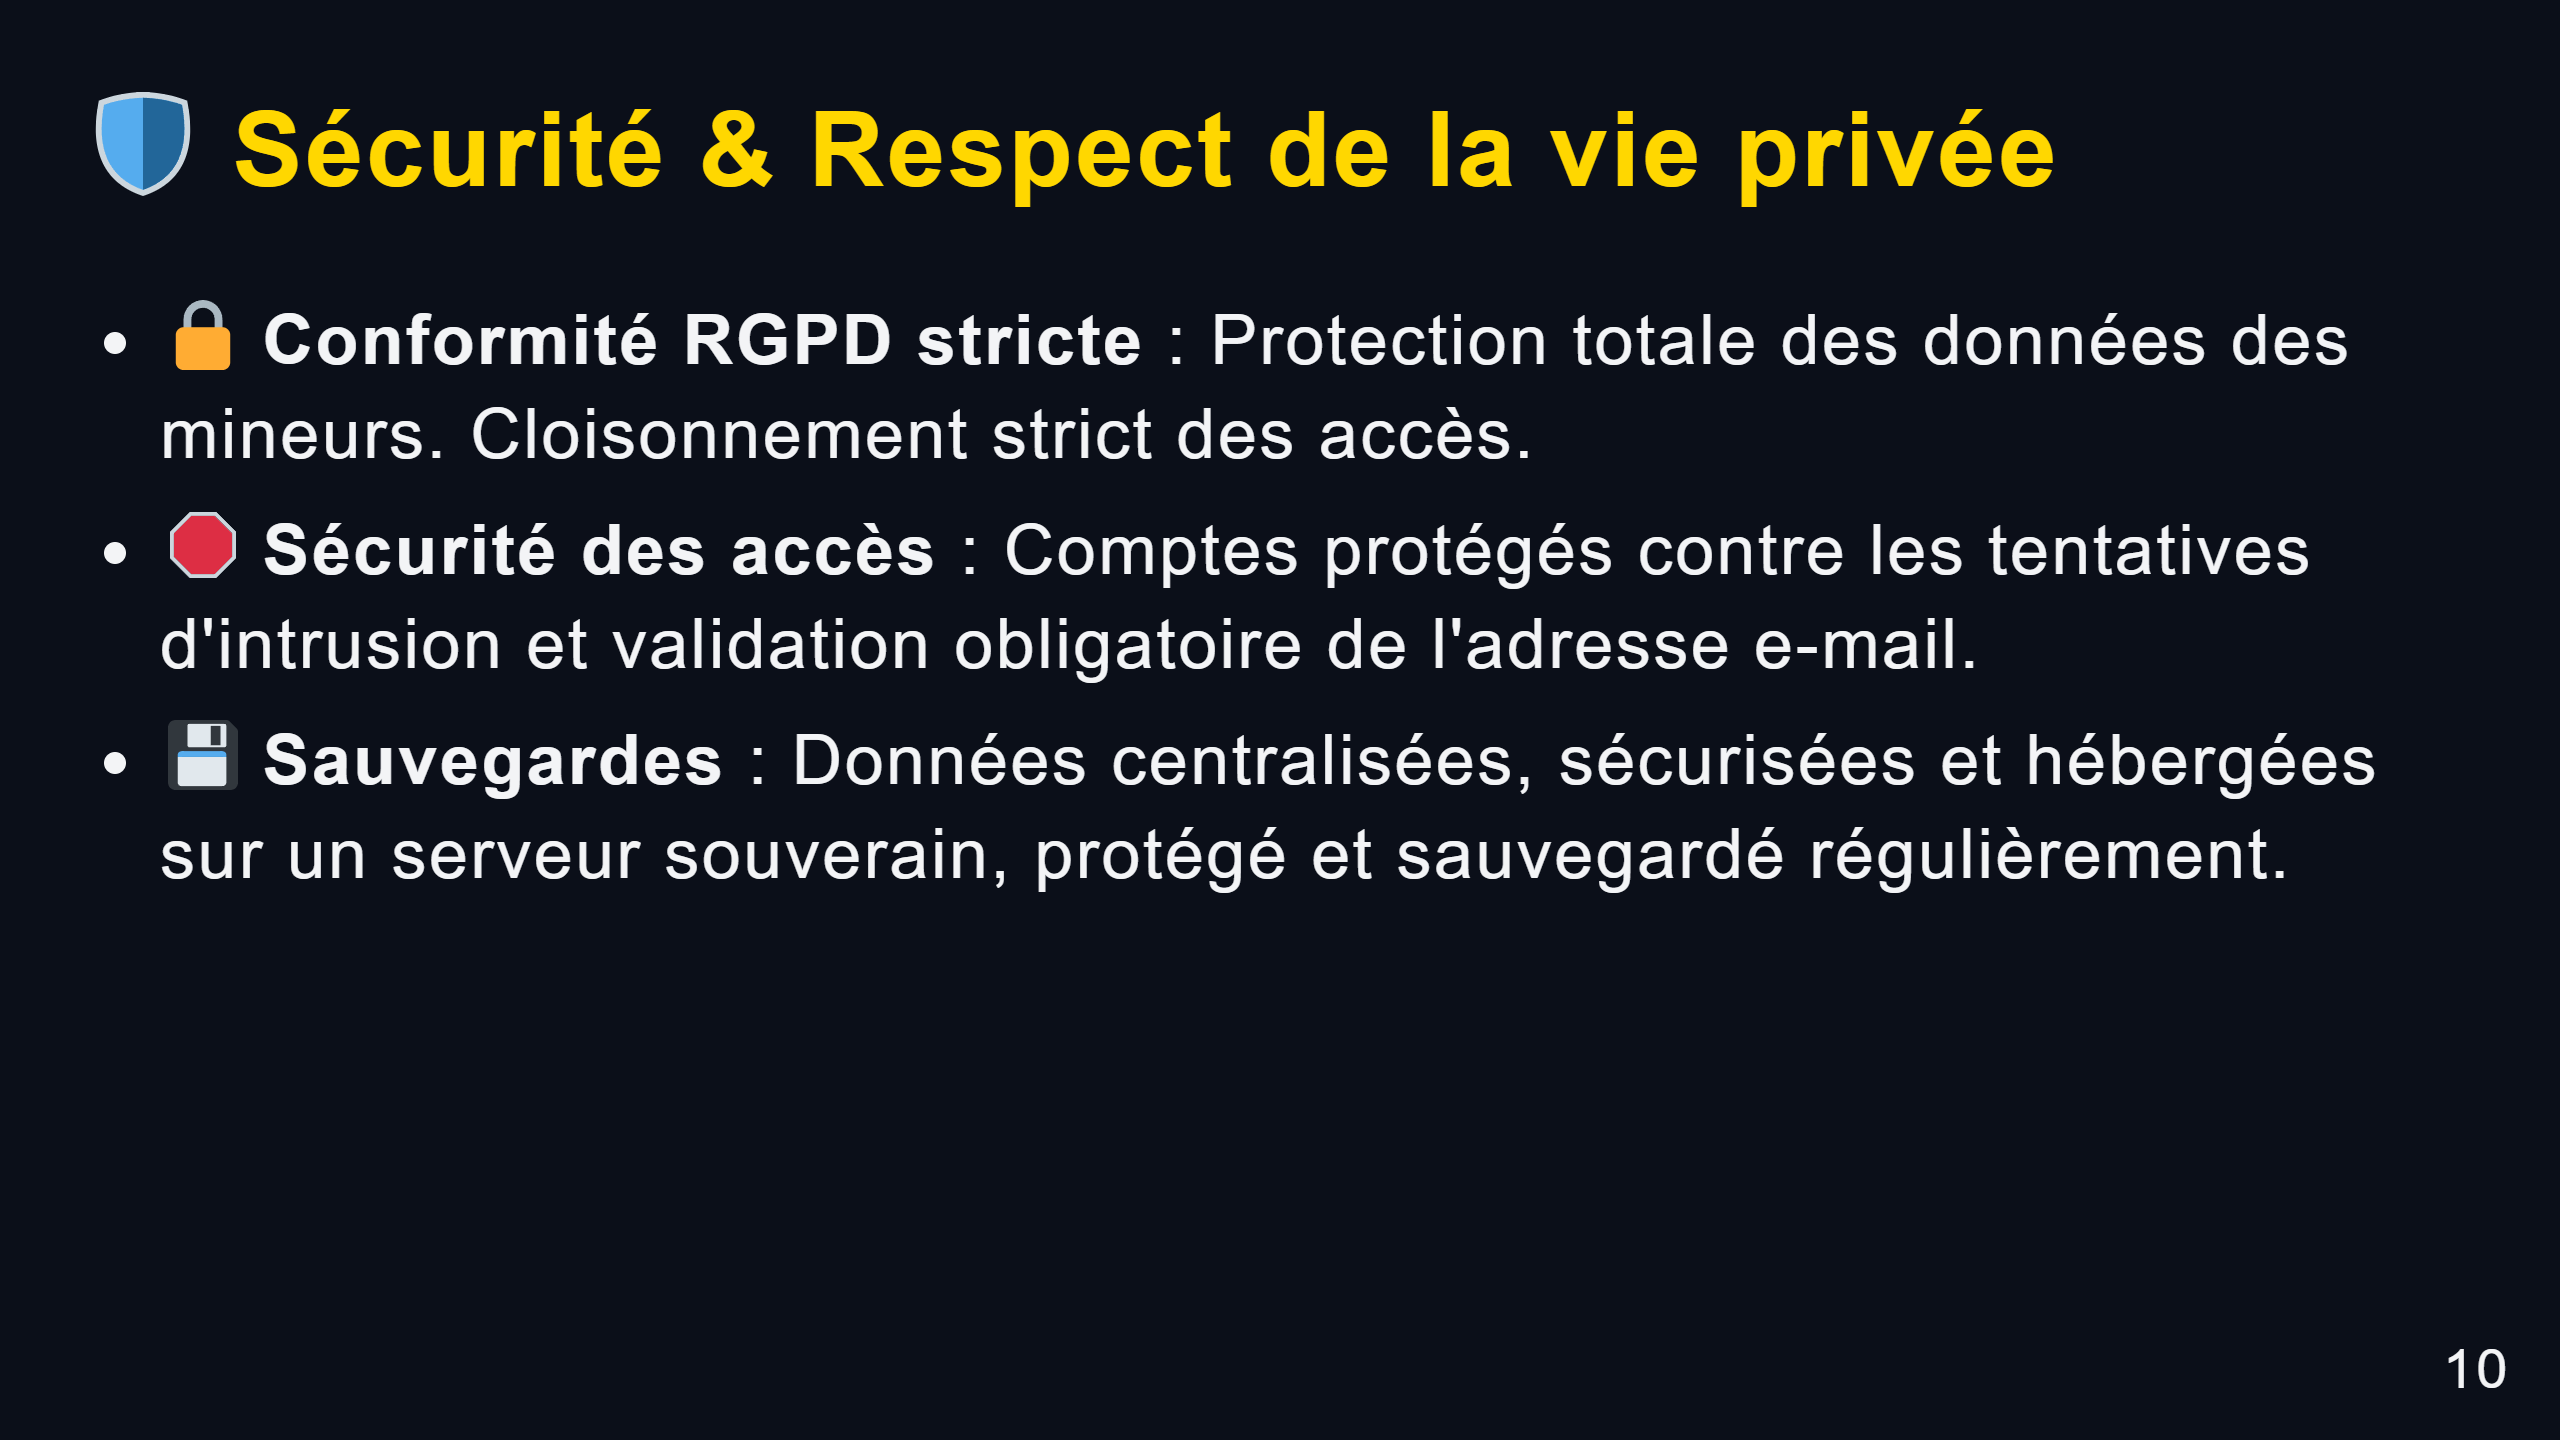 🛡️ Sécurité & Respect de la vie privée
• 🔒 Conformité RGPD stricte : Protection totale des données des
mineurs. Cloisonnement strict des accès.
• 🛑 Sécurité des accès : Comptes protégés contre les tentatives
d'intrusion et validation obligatoire de l'adresse e-mail.
• 💾 Sauvegardes : Données centralisées, sécurisées et hébergées
sur un serveur souverain, protégé et sauvegardé régulièrement.
10